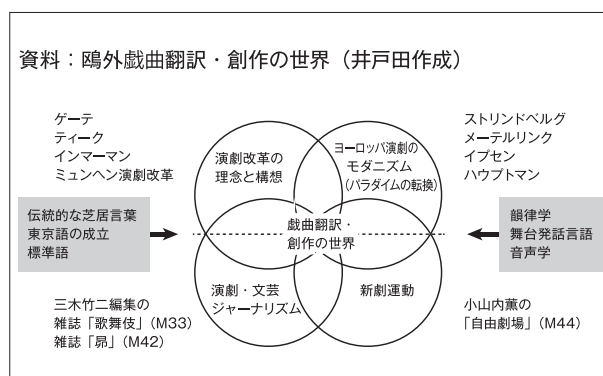 資料：鴎外戯曲翻訳・創作の世界（井戸田作成）
ゲーテ
ティーク
インマーマン
ミュンヘン演劇改革
演劇改革の
理念と構想
ヨーロッパ演劇の
モダニズム
（パラダイムの転換）
ストリンドベルグ
メーテルリンク
イプセン
ハウプトマン
伝統的な芝居言葉
東京語の成立
標準語
戯曲翻訳・
創作の世界
韻律学
舞台発話言語
音声学
演劇・文芸
ジャーナリズム
新劇運動
三木竹二編集の
雑誌「歌舞伎」（M33）
雑誌「昴」（M42）
小山内薫の
「自由劇場」（M44）